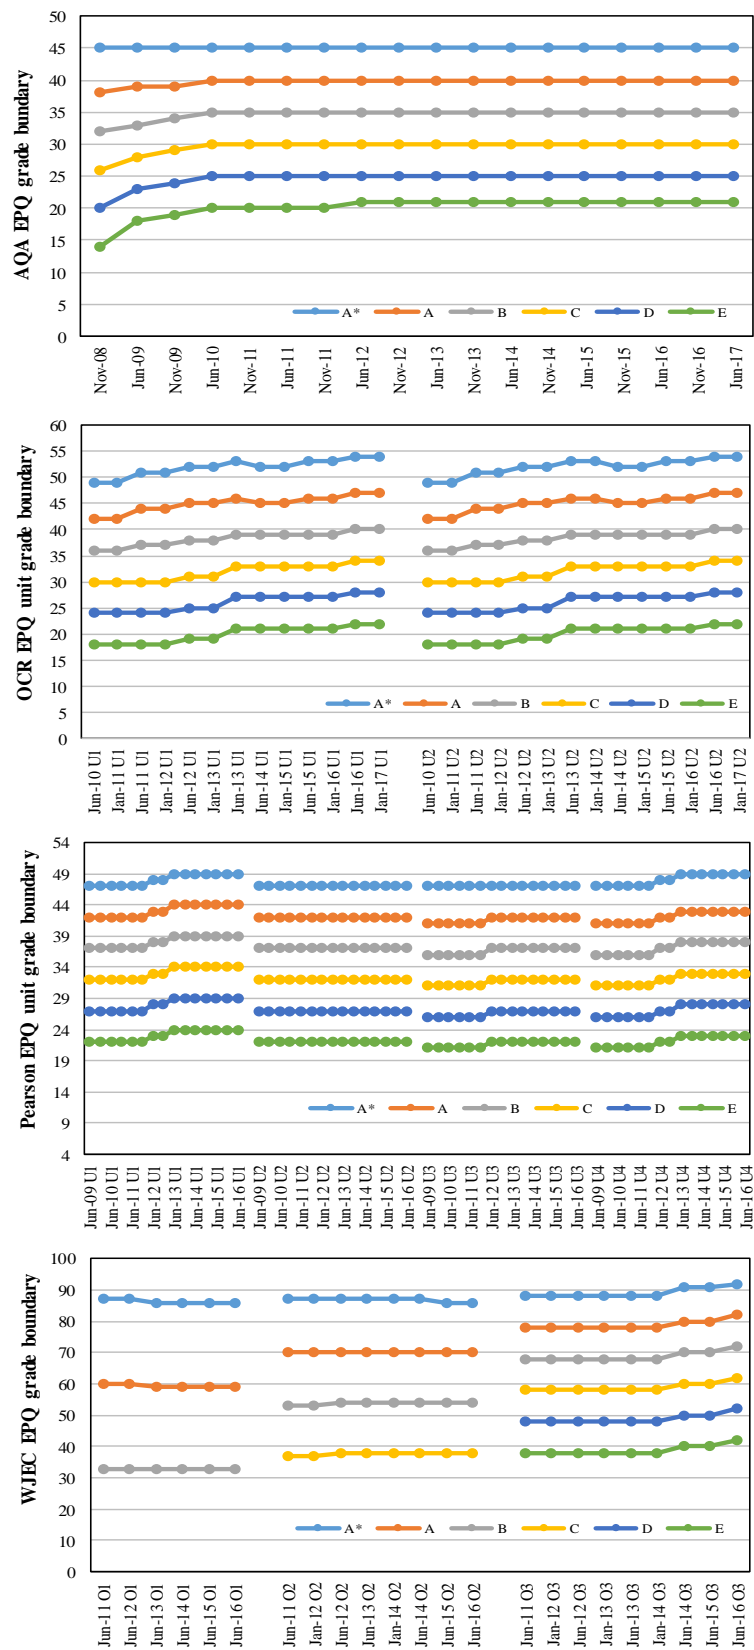 AQA EPQ grade bundary
50
45
40
35
30
25
20
15
10
5
0
A* A B C D E
Nov-08
Jun-09
Nov-09
Jun-10
Nov-11
Jun-11
Nov-11
Jun-12
Nov-12
Jun-13
Nov-13
Jun-14
Nov-14
Jun-15
Nov-15
Jun-16
Nov-16
Jun-17
OCR EPQ unit grade boundary
60
55
50
45
40
35
30
25
20
15
10
5
0
A* A B C D E
Jun-10 U1
Jan-11 U1
Jun-11 U1
Jan-12 U1
Jun-12 U1
Jan-13 U1
Jun-13 U1
Jun-14 U1
Jan-15 U1
Jun-15 U1
Jan-16 U1
Jun-16 U1
Jan-17 U1
Jun-10 U2
Jan-11 U2
Jun-11 U2
Jan-12 U2
Jun-12 U2
Jan-13 U2
Jun-13 U2
Jan-14 U2
Jun-14 U2
Jan-15 U2
Jun-15 U2
Jan-16 U2
Jun-16 U2
Jan-17 U2
Pearson EPQ unit grade boundary
54
49
44
39
34
29
24
19
14
9
4
A* A B C D E
Jun-09 U1
Jun-10 U1
Jun-11 U1
Jun-12 U1
Jun-13 U1
Jun-14 U1
Jun-15 U1
Jun-16 U1
Jun-09 U2
Jun-10 U2
Jun-11 U2
Jun-12 U2
Jun-13 U2
Jun-14 U2
Jun-15 U2
Jun-16 U2
Jun-09 U3
Jun-10 U3
Jun-11 U3
Jun-12 U3
Jun-13 U3
Jun-14 U3
Jun-15 U3
Jun-16 U3
Jun-09 U4
Jun-10 U4
Jun-11 U4
Jun-12 U4
Jun-13 U4
Jun-14 U4
Jun-15 U4
Jun-16 U4
WJEC EPQ grade boundary
100
90
80
70
60
50
40
30
20
10
0
A* A B C D E
Jun-11 O1
Jun-12 O1
Jun-13 O1
Jun-14 O1
Jun-15 O1
Jun-16 O1
Jun-11 O2
Jan-12 O2
Jun-12 O2
Jun-13 O2
Jan-14 O2
Jun-14 O2
Jun-15 O2
Jun-16 O2
Jun-11 O3
Jan-12 O3
Jun-12 O3
Jan-13 O3
Jun-13 O3
Jan-14 O3
Jun-14 O3
Jun-15 O3
Jun-16 O3